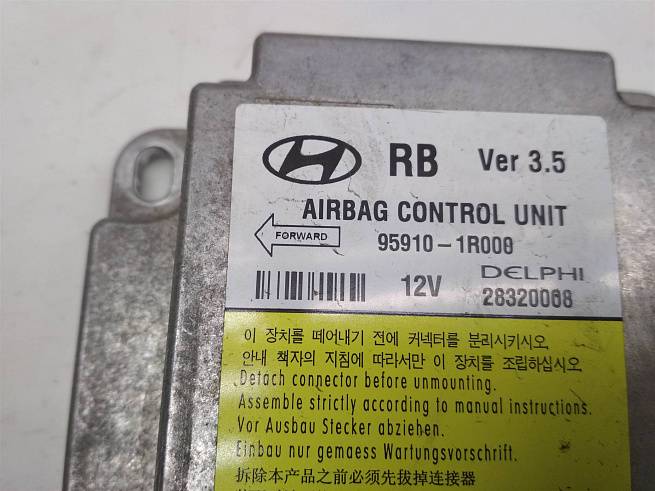 RB Ver 3.5
AIRBAG CONTROL UNIT
FORWARD 95910-1R000
12V DELPHI
28320088
이 장치를 떼어내기 전에 커넥터를 분리시키시오.
안내 책자의 지침에 따라서만 이 장치를 조립하십시오.
Detach connector before unmounting.
Assemble strictly according to manual instructions.
Vor Ausbau Stecker abziehen.
Einbau nur gemaess Wartungsvorschrift.
拆除本产品之前必须先拔掉连接器